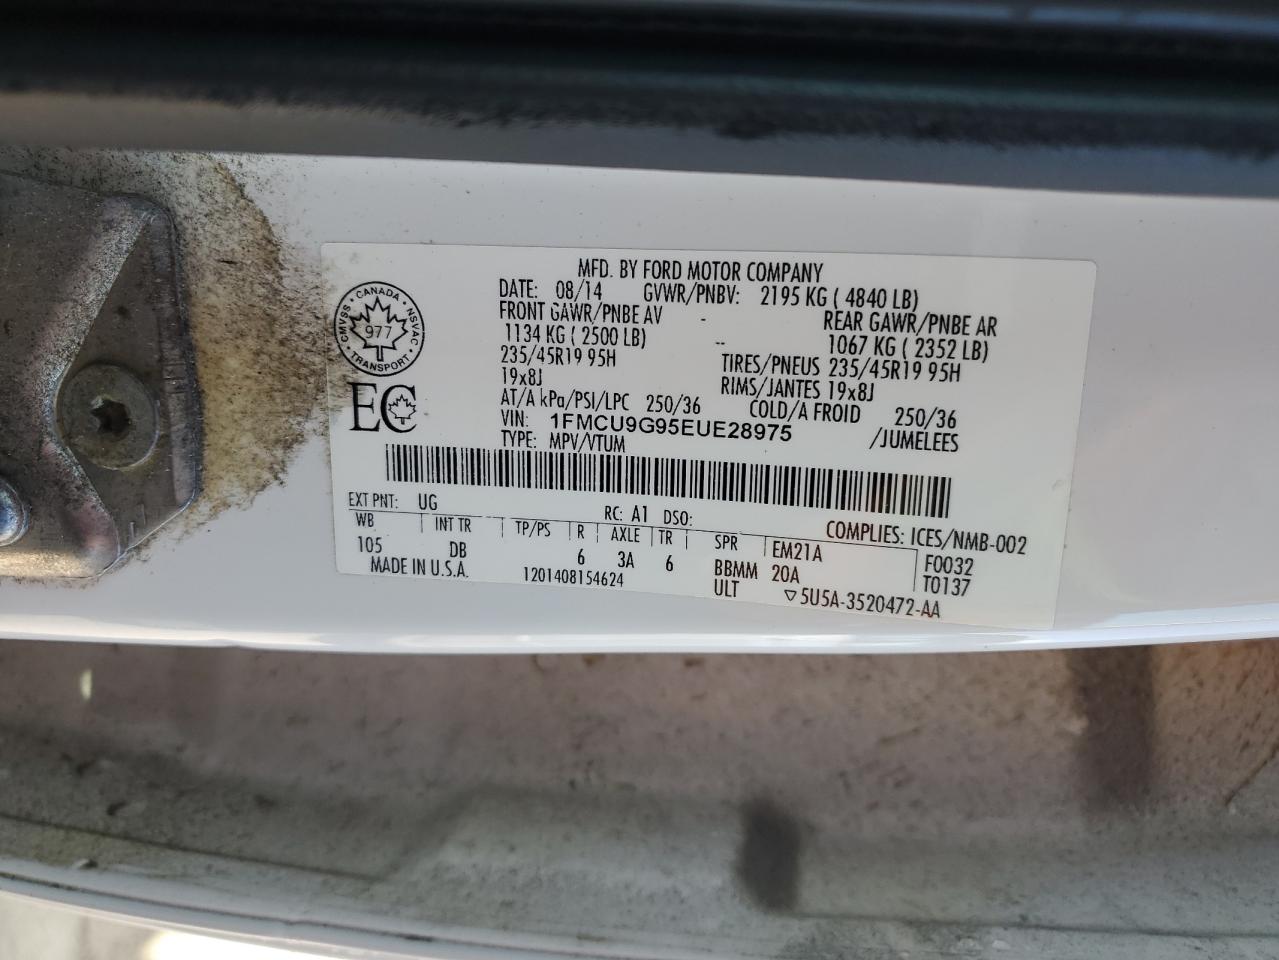 MFD. BY FORD MOTOR COMPANY
DATE: 08/14 GVWR/PNBV: 2195 KG ( 4840 LB)
FRONT GAWR/PNBE AV - REAR GAWR/PNBE AR
1134 KG ( 2500 LB) -- 1067 KG ( 2352 LB)
235/45R19 95H TIRES/PNEUS 235/45R19 95H
19x8J RIMS/JANTES 19x8J
AT/A kPa/PSI/LPC 250/36 COLD/A FROID 250/36
VIN: 1FMCU9G95EUE28975 /JUMELEES
TYPE: MPV/VTUM
CMVSS · CANADA · NSVAC
977
TRANSPORT
EC
EXT PNT: UG RC: A1 DSO:
COMPLIES: ICES/NMB-002
WB INT TR TP/PS R AXLE TR SPR EM21A F0032
105 DB 6 3A 6 BBMM 20A T0137
MADE IN U.S.A. 1201408154624 ULT ▽5U5A-3520472-AA